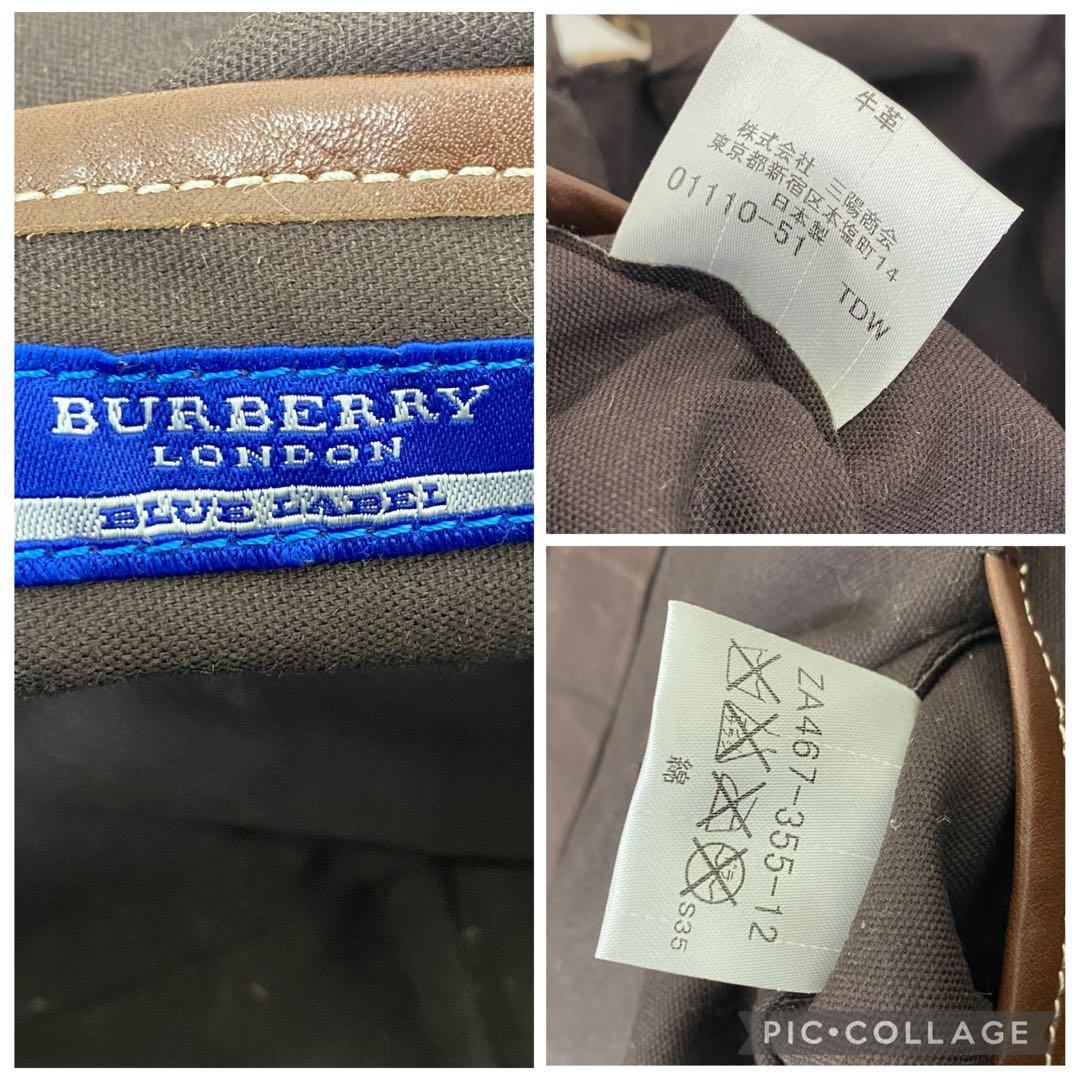 BURBERRY
LONDON
BLUE LABEL
牛革
株式会社 三陽商会
東京都新宿区本塩町14
日本製
01110-51
TDW
ZA467-355-12
綿
S35
PIC•COLLAGE